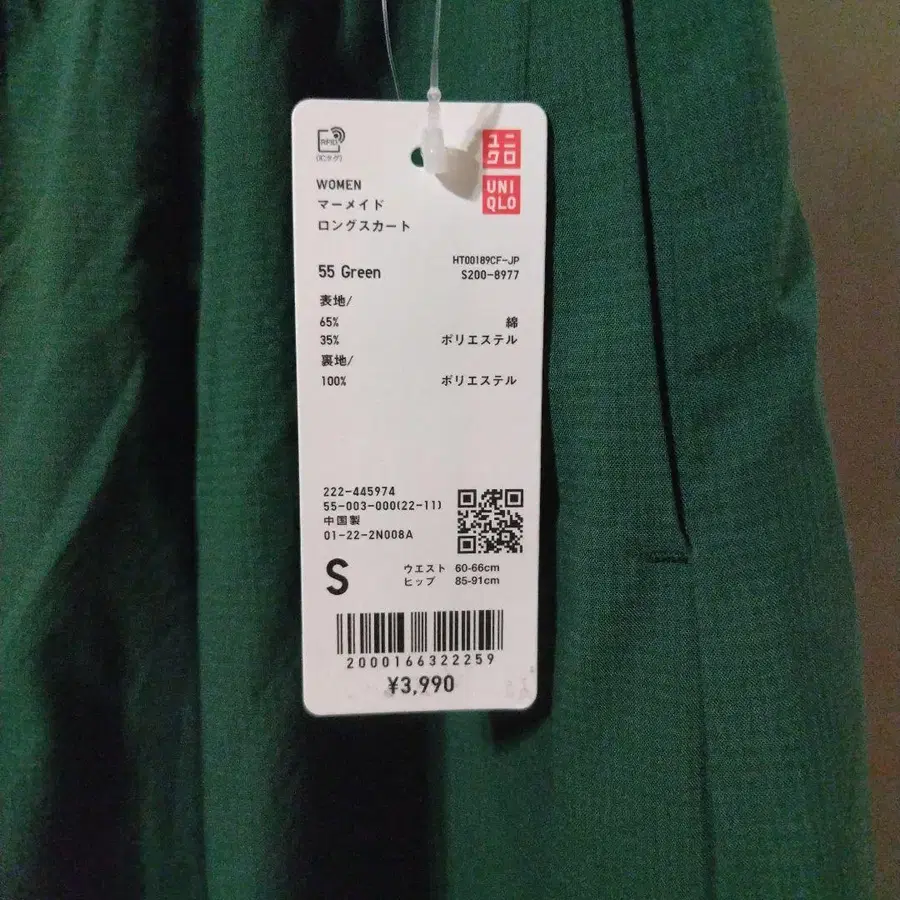 RFID
(ICタグ)
ユニ
クロ
UNI
QLO
WOMEN
マーメイド
ロングスカート
55 Green
HT00189CF-JP
S200-8977
表地/
65% 綿
35% ポリエステル
裏地/
100% ポリエステル
222-445974
55-003-000(22-11)
中国製
01-22-2N008A
S
ウエスト 60-66cm
ヒップ 85-91cm
2000166322259
¥3,990